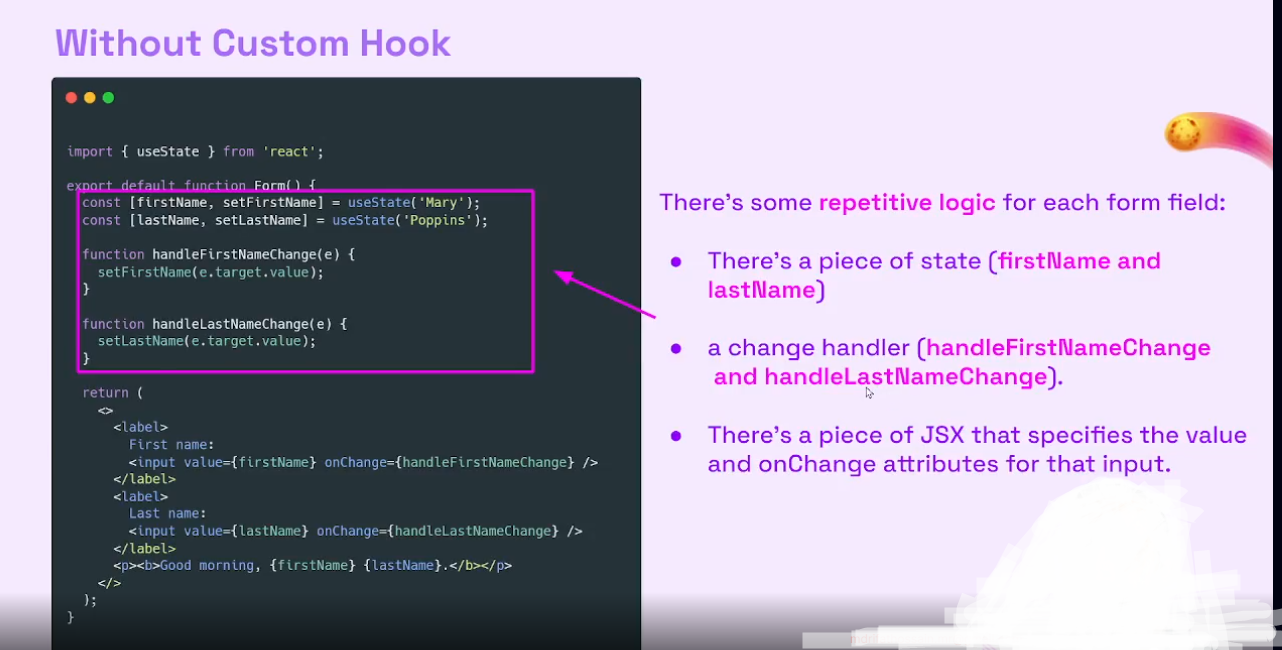 Without Custom Hook
import { useState } from 'react';
export default function Form() {
const [firstName, setFirstName] = useState('Mary');
const [lastName, setLastName] = useState('Poppins');
function handleFirstNameChange(e) {
setFirstName(e.target.value);
}
function handleLastNameChange(e) {
setLastName(e.target.value);
}
return (
<>
<label>
First name:
<input value={firstName} onChange={handleFirstNameChange} />
</label>
<label>
Last name:
<input value={lastName} onChange={handleLastNameChange} />
</label>
<p><b>Good morning, {firstName} {lastName}.</b></p>
</>
);
}
There's some repetitive logic for each form field:
● There's a piece of state (firstName and
lastName)
● a change handler (handleFirstNameChange
and handleLastNameChange).
● There's a piece of JSX that specifies the value
and onChange attributes for that input.